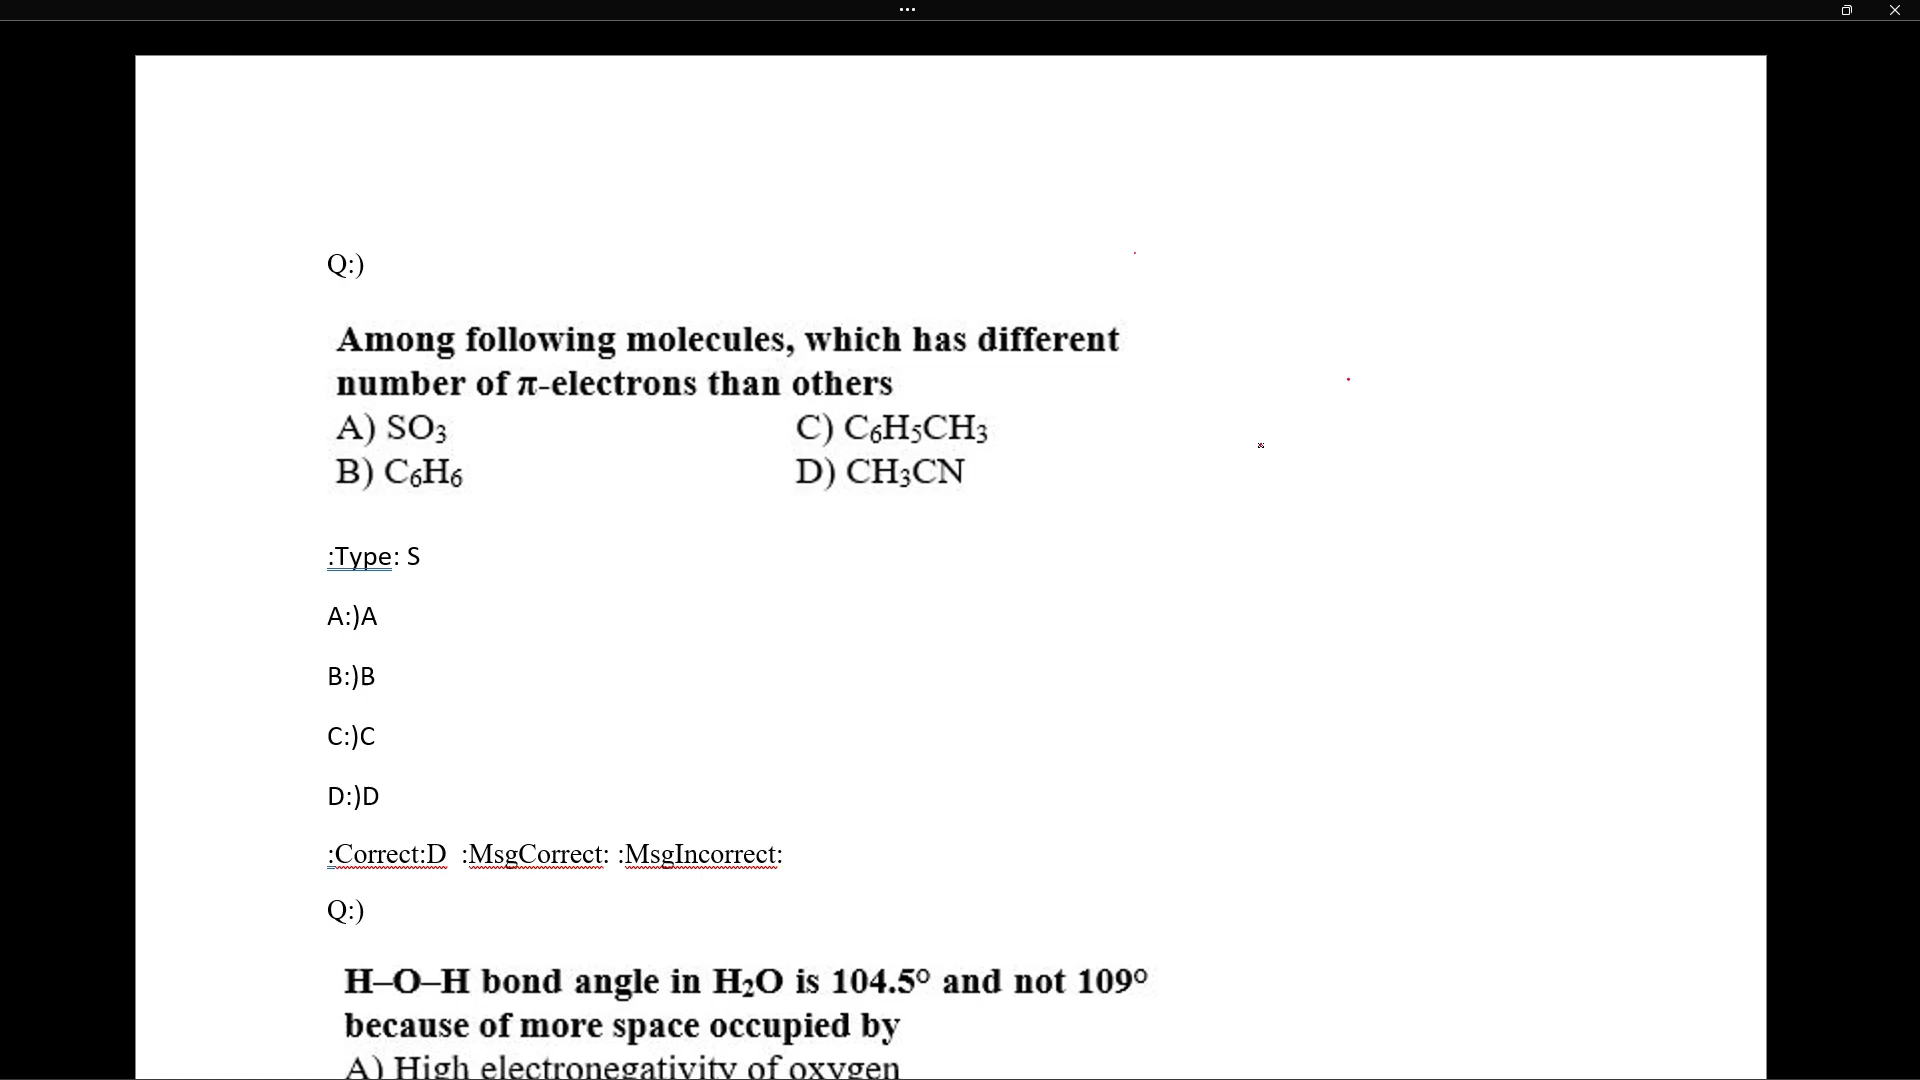 Q:)
Among following molecules, which has different
number of π-electrons than others
A) SO₃ C) C₆H₅CH₃
B) C₆H₆ D) CH₃CN
:Type: S
A:)A
B:)B
C:)C
D:)D
:Correct:D :MsgCorrect: :MsgIncorrect:
Q:)
H–O–H bond angle in H₂O is 104.5° and not 109°
because of more space occupied by
A) High electronegativity of oxygen